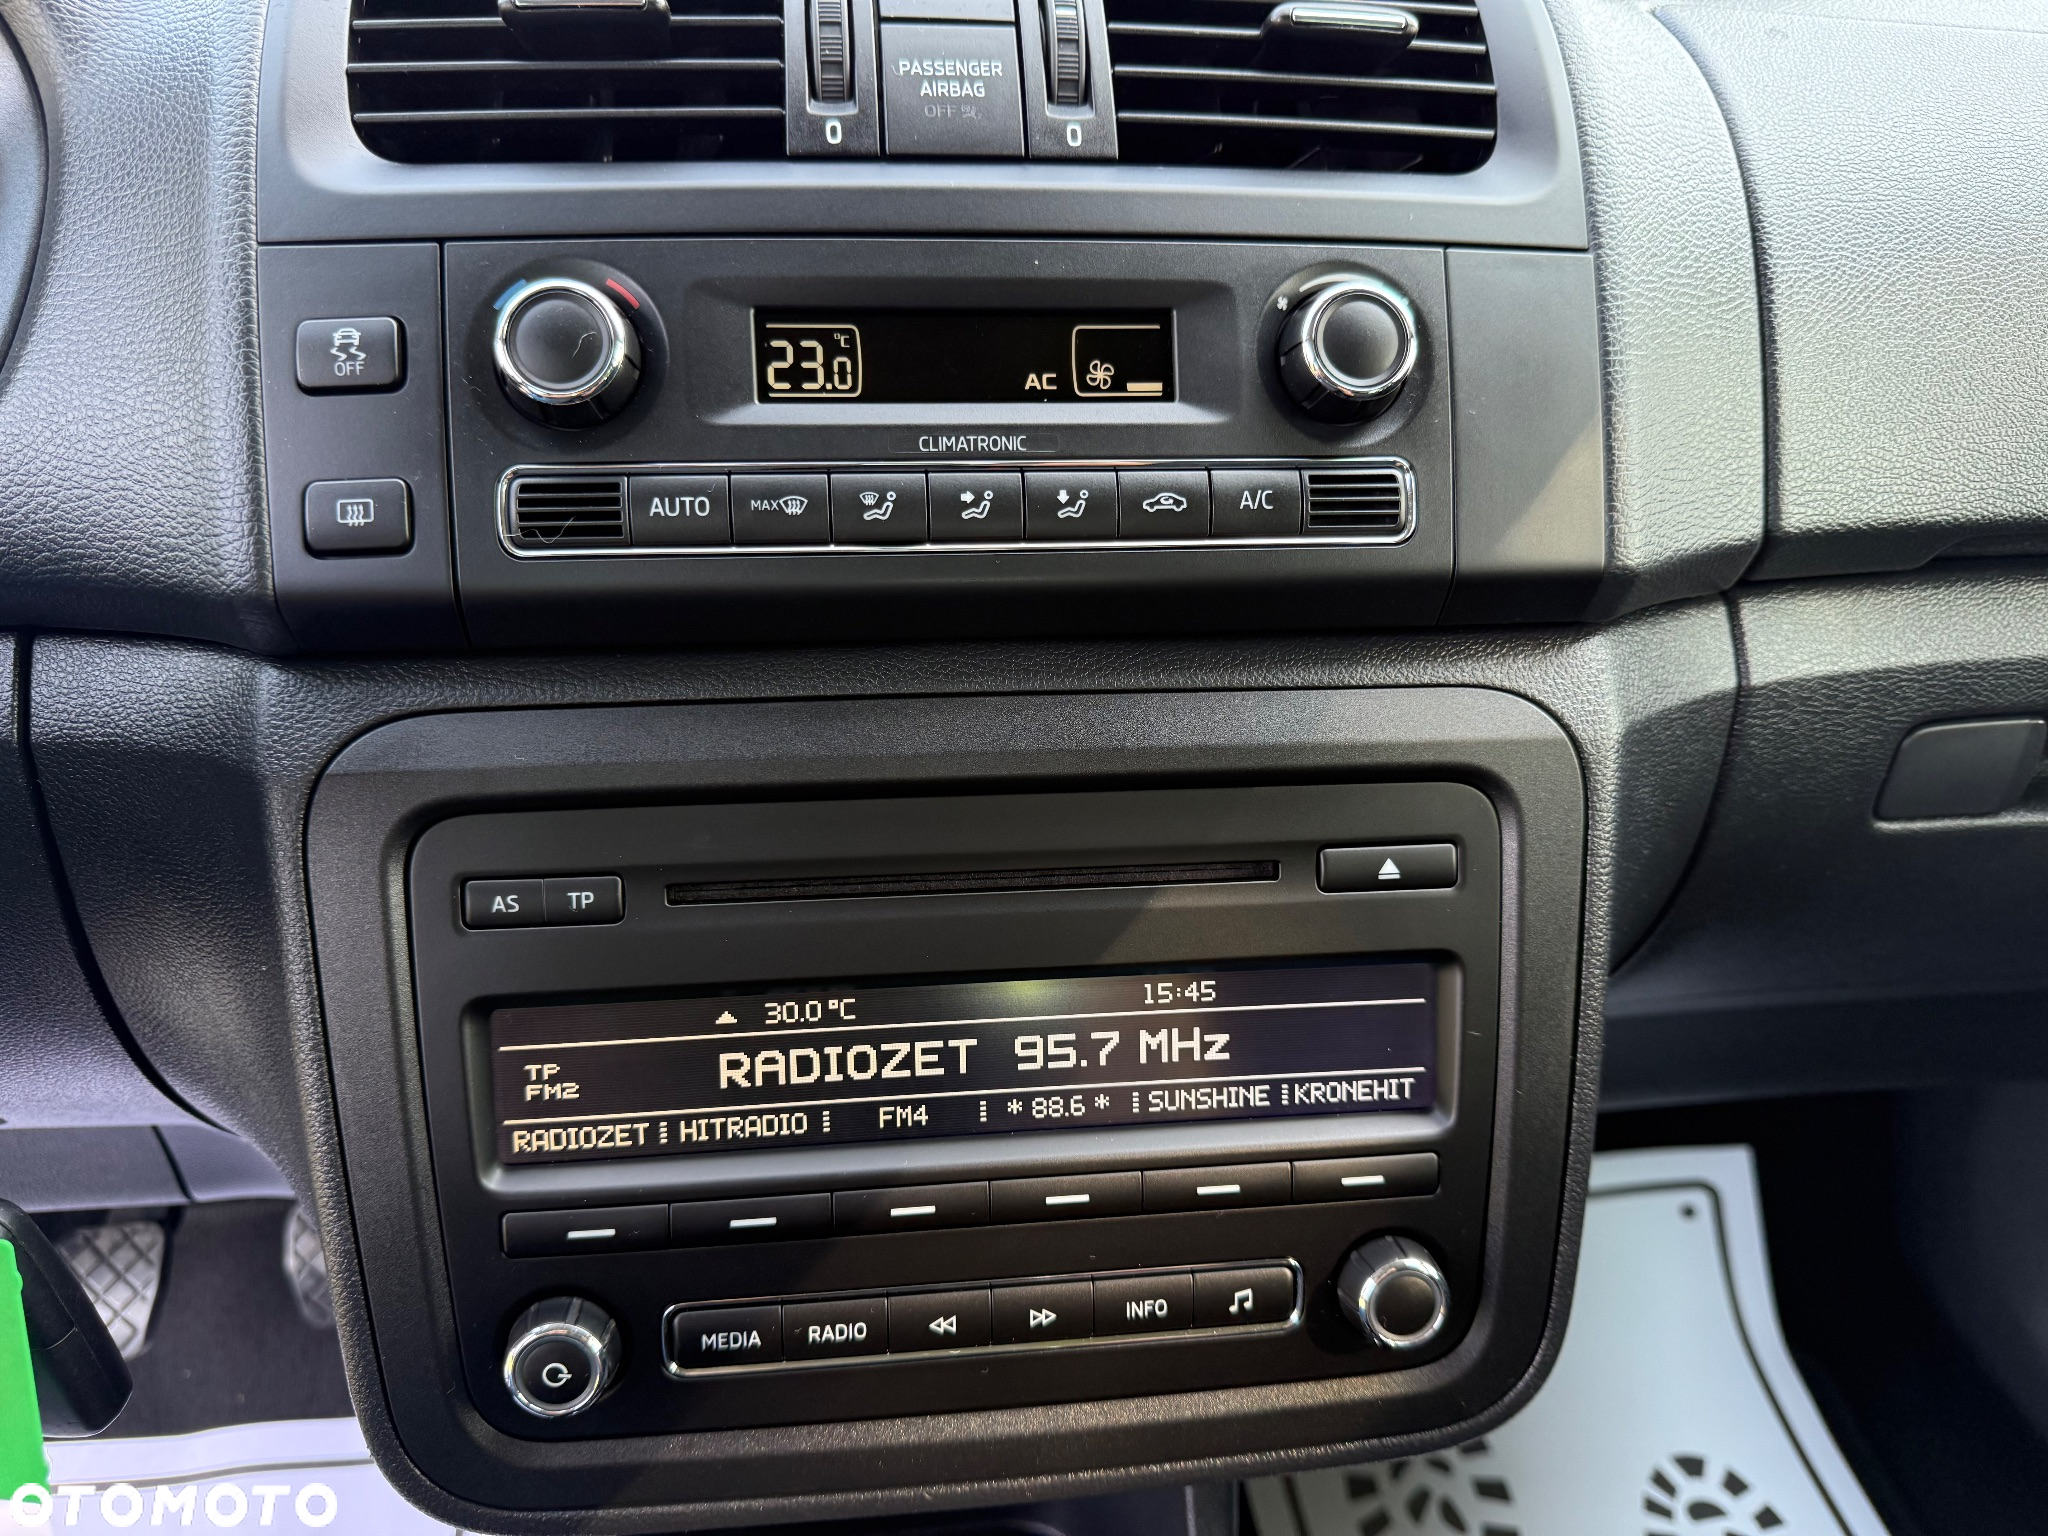 PASSENGER
AIRBAG
OFF
0
0
OFF
23.0 °C
AC
CLIMATRONIC
AUTO
MAX
A/C
AS
TP
30.0 °C
15:45
TP
FM2
RADIOZET 95.7 MHz
RADIOZET HITRADIO FM4 *88.6* SUNSHINE KRONEHIT
MEDIA
RADIO
INFO
OTOMOTO